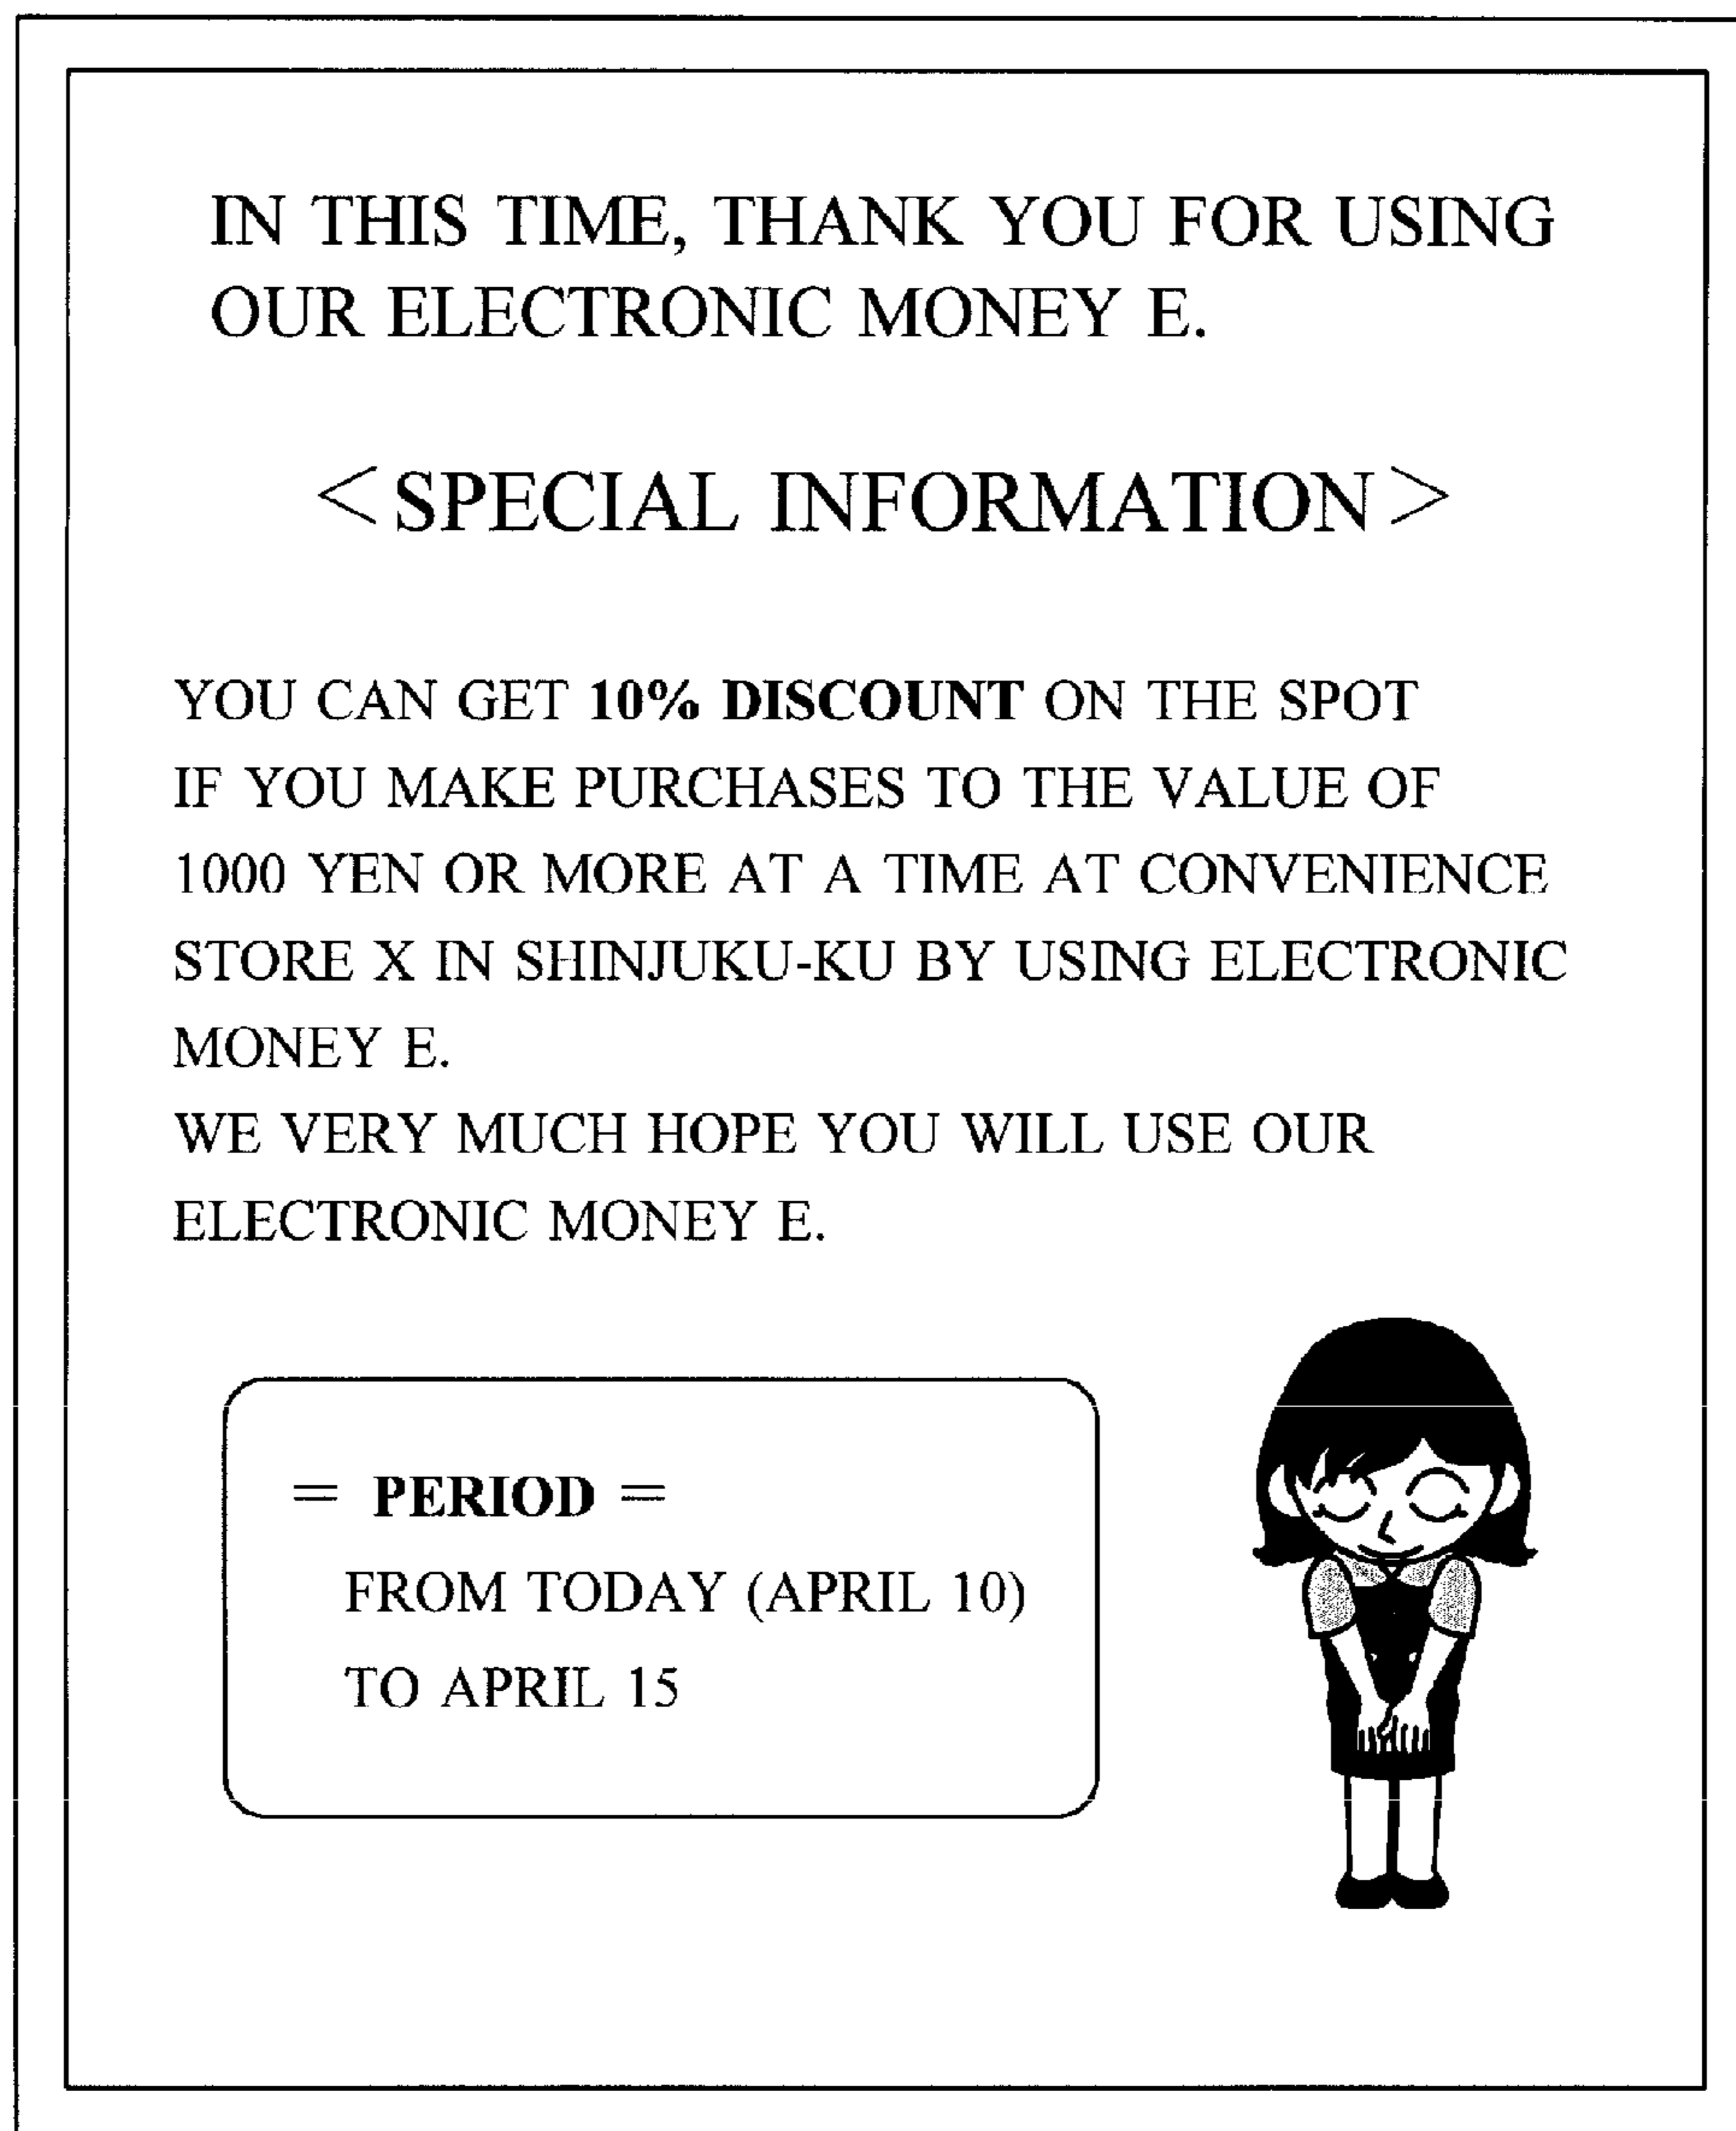 IN THIS TIME, THANK YOU FOR USING
OUR ELECTRONIC MONEY E.
<SPECIAL INFORMATION>
YOU CAN GET 10% DISCOUNT ON THE SPOT
IF YOU MAKE PURCHASES TO THE VALUE OF
1000 YEN OR MORE AT A TIME AT CONVENIENCE
STORE X IN SHINJUKU-KU BY USING ELECTRONIC
MONEY E.
WE VERY MUCH HOPE YOU WILL USE OUR
ELECTRONIC MONEY E.
= PERIOD =
FROM TODAY (APRIL 10)
TO APRIL 15